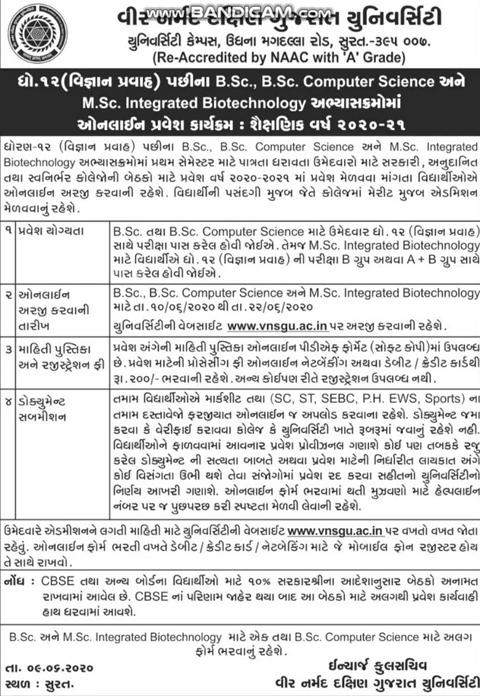 www.BANDICAM.com
વીર નર્મદ દક્ષિણ ગુજરાત યુનિવર્સિટી
યુનિવર્સિટી કેમ્પસ, ઉધના મગદલ્લા રોડ, સુરત-૩૯૫ ૦૦૭.
(Re-Accredited by NAAC with 'A' Grade)
ધો.૧૨(વિજ્ઞાન પ્રવાહ) પછીના B.Sc., B.Sc. Computer Science અને
M.Sc. Integrated Biotechnology અભ્યાસક્રમોમાં
ઓનલાઈન પ્રવેશ કાર્યક્રમ : શૈક્ષણિક વર્ષ ૨૦૨૦-૨૧
ધોરણ-૧૨ (વિજ્ઞાન પ્રવાહ) પછીના B.Sc., B.Sc. Computer Science અને M.Sc. Integrated
Biotechnology અભ્યાસક્રમોમાં પ્રથમ સેમેસ્ટર માટે પાત્રતા ધરાવતા ઉમેદવારો માટે સરકારી, અનુદાનિત
તથા સ્વનિર્ભર કોલેજોની બેઠકો માટે પ્રવેશ વર્ષ ૨૦૨૦-૨૦૨૧ માં પ્રવેશ મેળવવા માંગતા વિદ્યાર્થીઓએ
ઓનલાઈન અરજી કરવાની રહેશે. વિદ્યાર્થીની પસંદગી મુજબ જેતે કોલેજમાં મેરીટ મુજબ એડમિશન
મેળવવાનું રહેશે.
૧ પ્રવેશ યોગ્યતા
B.Sc. તથા B.Sc. Computer Science માટે ઉમેદવાર ધો. ૧૨ (વિજ્ઞાન પ્રવાહ)
સાથે પરીક્ષા પાસ કરેલ હોવી જોઈએ. તેમજ M.Sc. Integrated Biotechnology
માટે વિદ્યાર્થીએ ધો. ૧૨ (વિજ્ઞાન પ્રવાહ) ની પરીક્ષા B ગ્રુપ અથવા A + B ગ્રુપ સાથે
પાસ કરેલ હોવી જોઈએ.
૨ ઓનલાઈન
અરજી કરવાની
તારીખ
B.Sc., B.Sc. Computer Science અને M.Sc. Integrated Biotechnology
માટે તા.૧૦/૦૬/૨૦૨૦ થી તા.૨૨/૦૬/૨૦૨૦
યુનિવર્સિટીની વેબસાઈટ www.vnsgu.ac.in પર અરજી કરવાની રહેશે.
૩ માહિતી પુસ્તિકા
અને રજીસ્ટ્રેશન ફી
પ્રવેશ અંગેની માહિતી પુસ્તિકા ઓનલાઈન પીડીએફ ફોર્મેટ (સોફ્ટ કોપી)માં ઉપલબ્ધ
છે. પ્રવેશ માટેની પ્રોસેસીંગ ફી ઓનલાઈન નેટબેંકીંગ અથવા ડેબીટ / ક્રેડીટ કાર્ડથી
રૂા. ૨૦૦/- ભરવાની રહેશે. અન્ય કોઈપણ રીતે રજીસ્ટ્રેશન ઉપલબ્ધ નથી.
૪ ડોક્યુમેન્ટ
સબમીશન
તમામ વિદ્યાર્થીઓએ માર્કશીટ તથા (SC, ST, SEBC, P.H. EWS, Sports) ના
તમામ દસ્તાવેજો ફરજીયાત ઓનલાઈન જ અપલોડ કરવાના રહેશે. ડોક્યુમેન્ટ જમા
કરવા કે વેરીફાઈ કરાવવા કોલેજ કે યુનિવર્સિટી ખાતે રૂબરૂમાં જવાનું રહેશે નહી.
વિદ્યાર્થીઓને ફાળવવામાં આવનાર પ્રવેશ પ્રોવીઝનલ ગણાશે કોઈ પણ તબક્કે રજુ
કરેલ ડોક્યુમેન્ટ ની સત્યતા બાબતે અથવા પ્રવેશ માટેની નિર્ધારીત લાયકાત અંગે
કોઈ વિસંગતા ઉભી થશે તેવા સંજોગોમાં પ્રવેશ રદ કરવા સહીતનો યુનિવર્સિટીનો
નિર્ણય આખરી ગણાશે. ઓનલાઈન ફોર્મ ભરવામાં થતી મુઝવણો માટે હેલ્પલાઈન
નંબર પર જ પુછપરછ કરી સ્પષ્ટતા મેળવી લેવાની રહેશે.
ઉમેદવારે એડમીશનને લગતી માહિતી માટે યુનિવર્સિટીની વેબસાઈટ www.vnsgu.ac.in પર વખતો વખત જોતા
રહેવું. ઓનલાઈન ફોર્મ ભરતી વખતે ડેબીટ / ક્રેડીટ કાર્ડ / નેટબેંકીંગ માટે જે મોબાઈલ ફોન રજીસ્ટર હોય
તે સાથે રાખવો.
નોંધ : CBSE તથા અન્ય બોર્ડના વિદ્યાર્થીઓ માટે ૧૦% સરકારશ્રીના આદેશાનુસાર બેઠકો અનામત
રાખવામાં આવેલ છે. CBSE નાં પરિણામ જાહેર થયા બાદ આ બેઠકો માટે અલગથી પ્રવેશ કાર્યવાહી
હાથ ધરવામાં આવશે.
B.Sc. અને M.Sc. Integrated Biotechnology માટે એક તથા B.Sc. Computer Science માટે અલગ
ફોર્મ ભરવાનું રહેશે.
તા. ૦૯.૦૬.૨૦૨૦
સ્થળ : સુરત.
ઈન્ચાર્જ કુલસચિવ
વીર નર્મદ દક્ષિણ ગુજરાત યુનિવર્સિટી